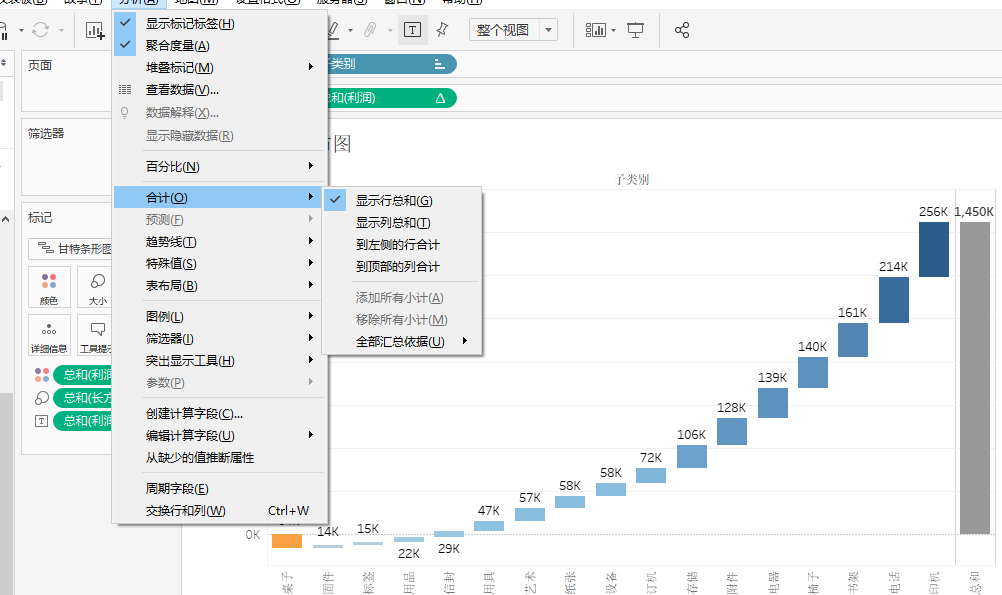 分析(A)
显示标记标签(H)
聚合度量(A)
堆叠标记(M)
查看数据(V)...
数据解释(X)...
显示隐藏数据(R)
百分比(N)
合计(O)
预测(F)
趋势线(T)
特殊值(S)
表布局(B)
图例(L)
筛选器(I)
突出显示工具(H)
参数(P)
创建计算字段(C)...
编辑计算字段(U)
从缺少的值推断属性
周期字段(E)
交换行和列(W) Ctrl+W
显示行总和(G)
显示列总和(T)
到左侧的行合计
到顶部的列合计
添加所有小计(A)
移除所有小计(M)
全部汇总依据(U)
整个视图
页面
筛选器
标记
甘特条形图
颜色
大小
详细信息
工具提示
总和(利润
总和(长方
总和(利润
子类别
总和(利润)
图
子类别
14K
15K
22K
29K
47K
57K
58K
58K
72K
106K
128K
139K
140K
161K
214K
256K
1,450K
0K
桌子
固件
标签
用品
信封
用具
艺术
纸张
设备
订机
存储
附件
电器
椅子
书架
电话
印机
总和